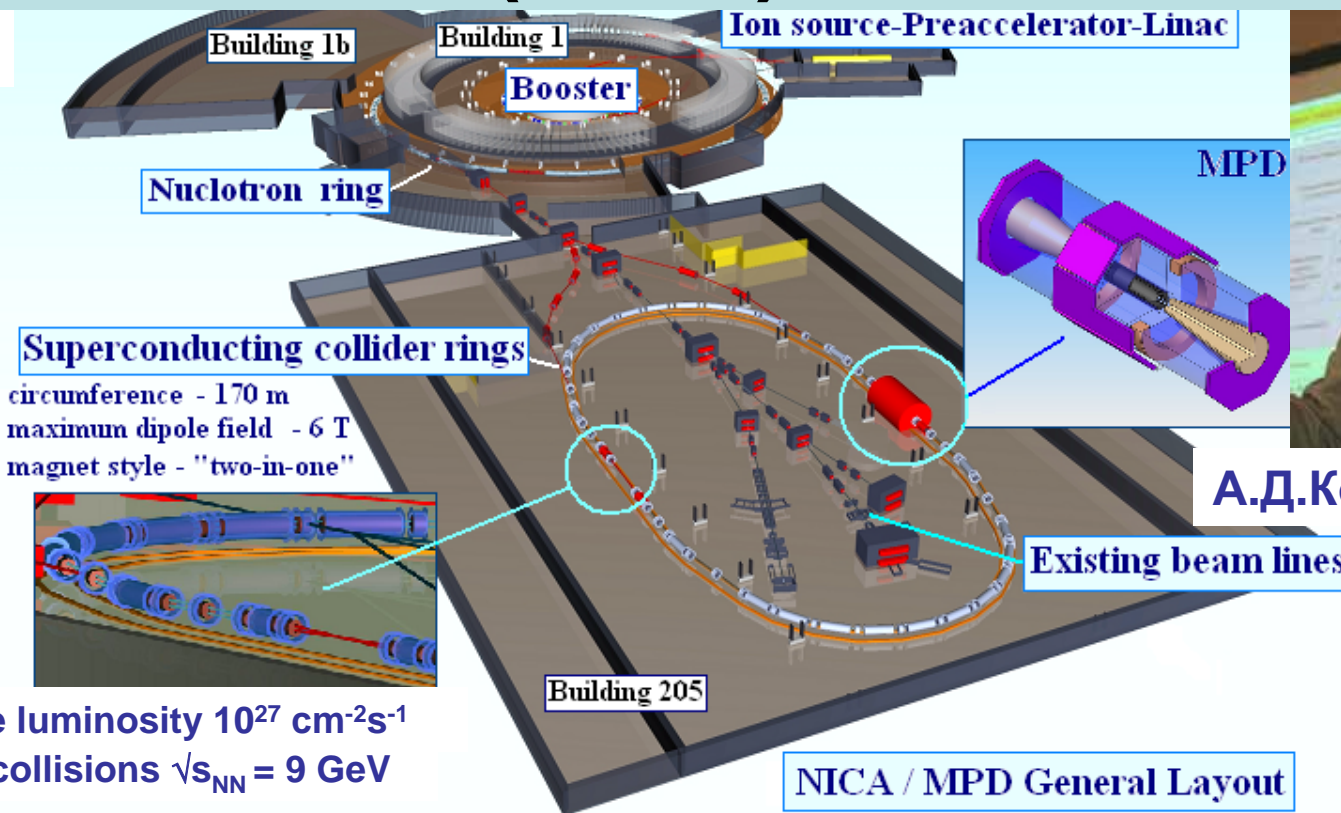 Ion source-Preaccelerator-Linac
Building 1b
Building 1
Booster
MPD
Nuclotron ring
Superconducting collider rings
circumference - 170 m
maximum dipole field - 6 T
magnet style - "two-in-one"
А.Д.
Existing beam lines
Building 205
luminosity 10²⁷ cm⁻²s⁻¹
collisions √sNN = 9 GeV
NICA / MPD General Layout